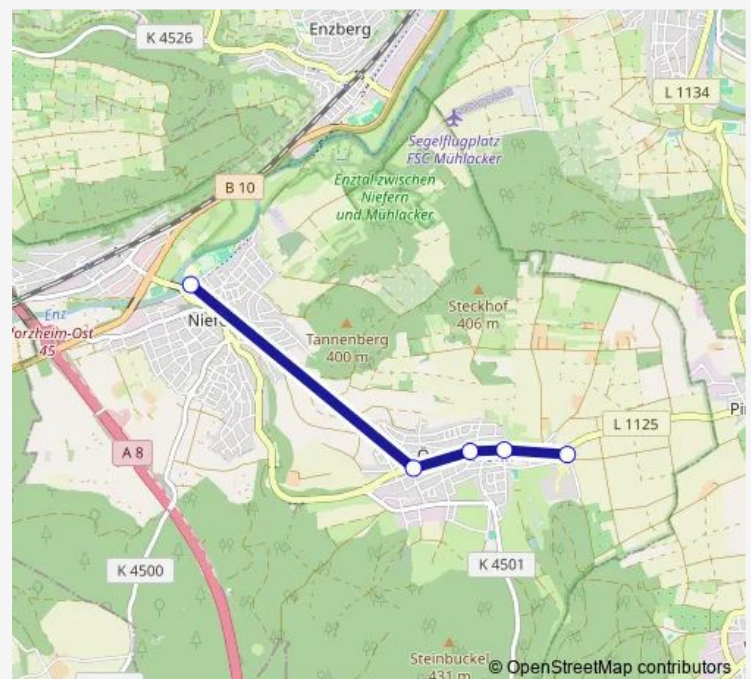 Enzberg
K 4526
L 1134
Segelflugplatz
FSC Mühlacker
Enztal zwischen
Niefern
und Mühlacker
B 10
Steckhof
406 m
Enz
45
Tannenberg
400 m
L 1125
A 8
K 4500
K 4501
Steinbuckel
431 m
© OpenStreetMap contributors